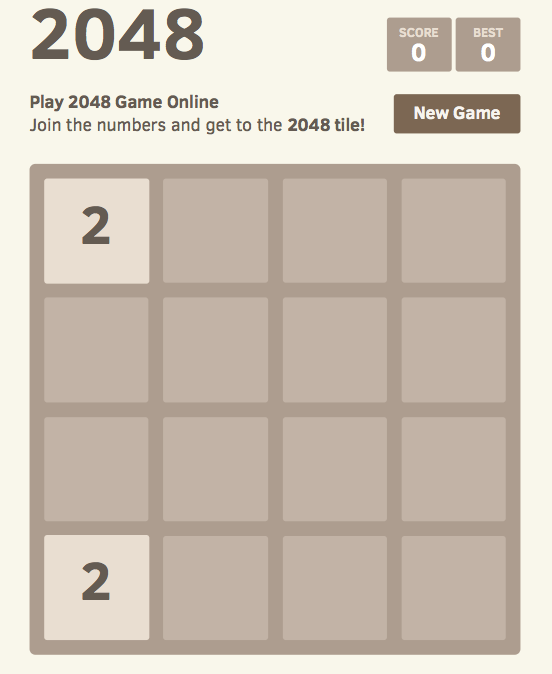 2048
SCORE
0
BEST
0
Play 2048 Game Online
Join the numbers and get to the 2048 tile!
New Game
2
2